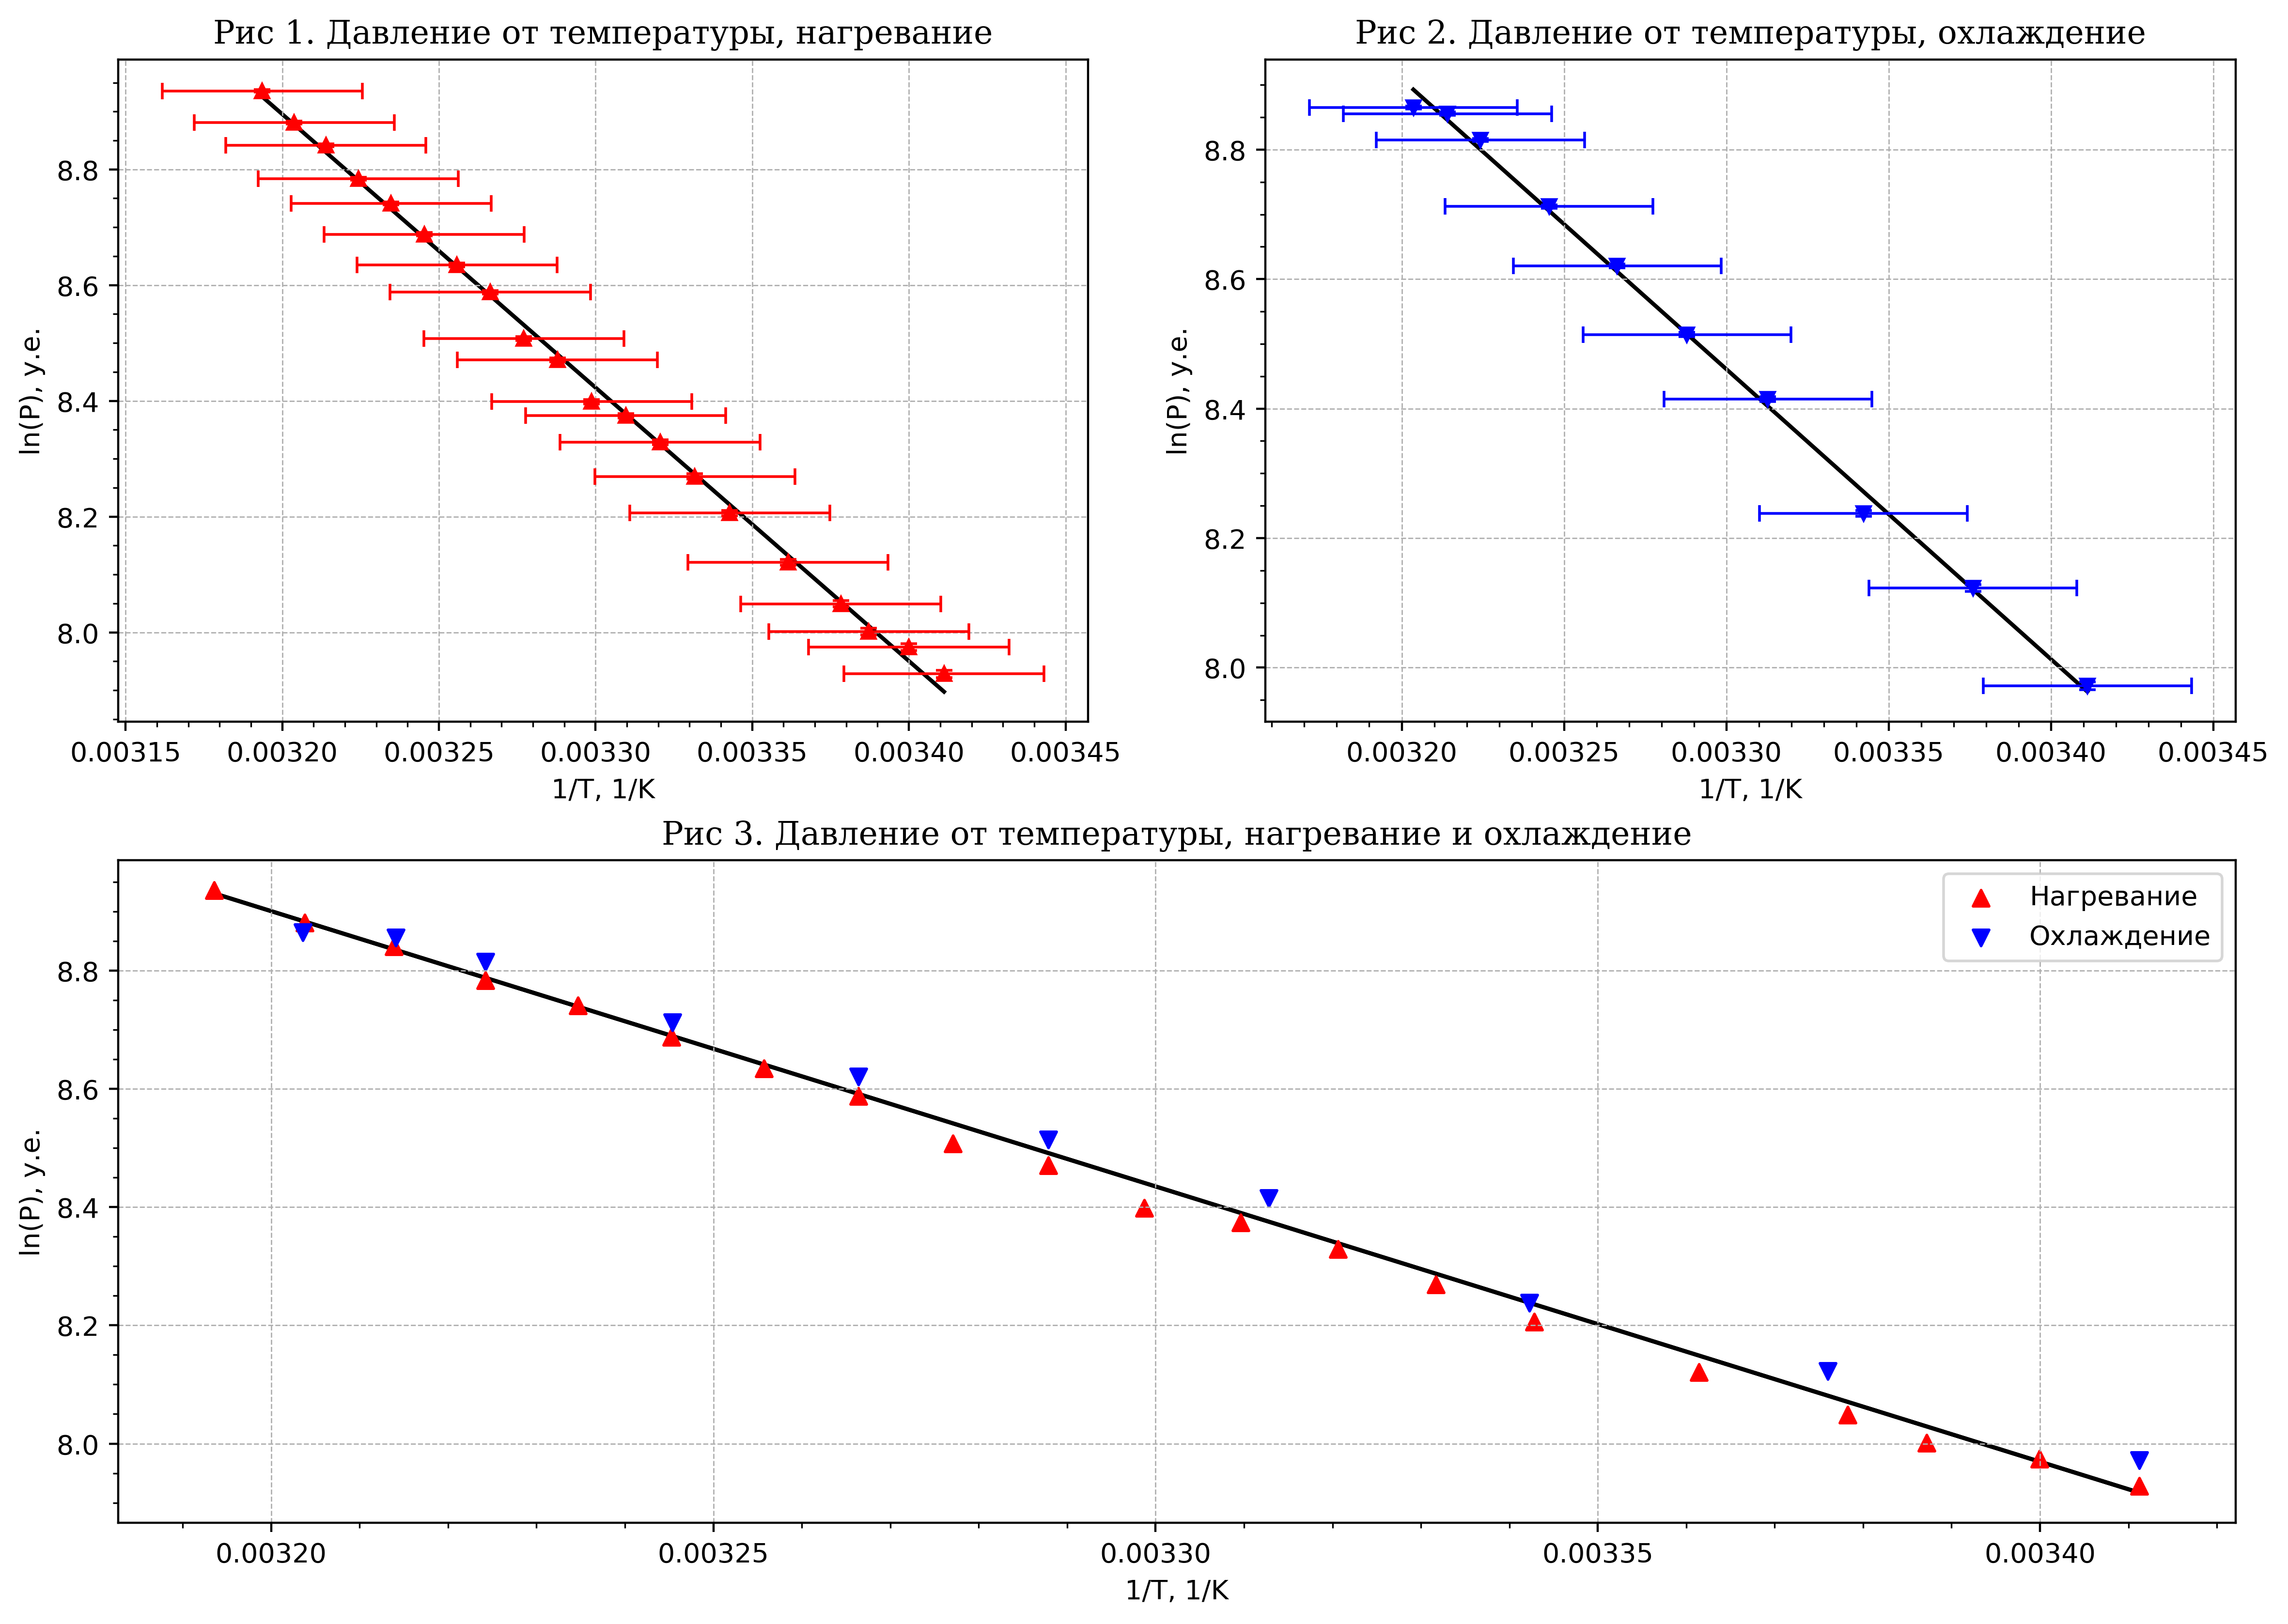 Рис 1. Давление от температуры, нагревание
ln(P), у.е.
8.8
8.6
8.4
8.2
8.0
0.00315 0.00320 0.00325 0.00330 0.00335 0.00340 0.00345
1/T, 1/K
Рис 2. Давление от температуры, охлаждение
ln(P), у.е.
8.8
8.6
8.4
8.2
8.0
0.00320 0.00325 0.00330 0.00335 0.00340 0.00345
1/T, 1/K
Рис 3. Давление от температуры, нагревание и охлаждение
Нагревание
Охлаждение
ln(P), у.е.
8.8
8.6
8.4
8.2
8.0
0.00320 0.00325 0.00330 0.00335 0.00340
1/T, 1/K